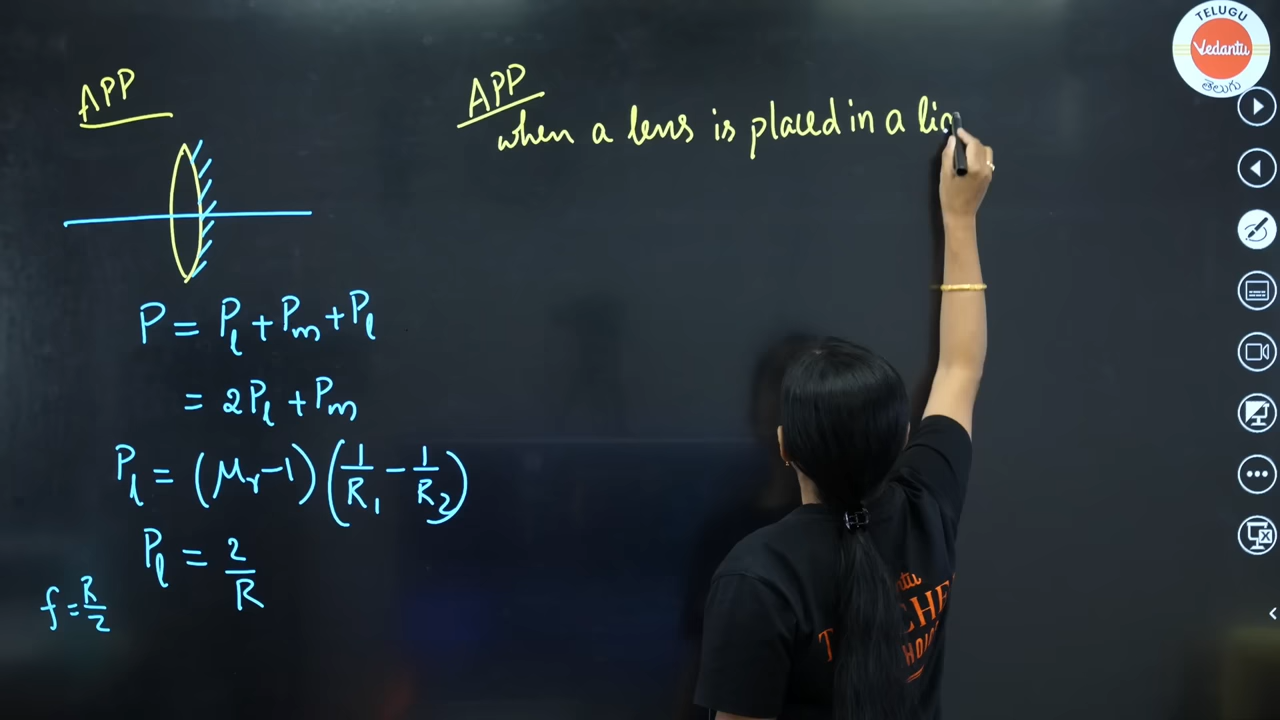 APP
P = Pl + Pm + Pl
= 2Pl + Pm
Pl = (μr-1) (1/R1 - 1/R2)
Pl = 2/R
f = R/2
APP
when a lens is placed in a liq
TELUGU
Vedantu
తెలుగు